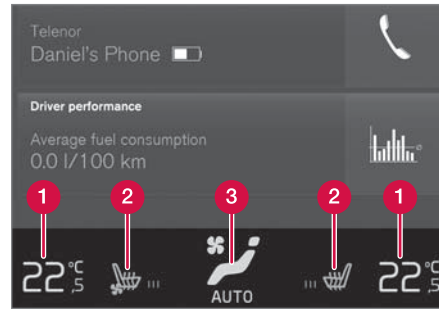 Telenor
Daniel's Phone
Driver performance
Average fuel consumption
0.0 l/100 km
1 2 3 2 1
22°C,5 22°C,5
AUTO